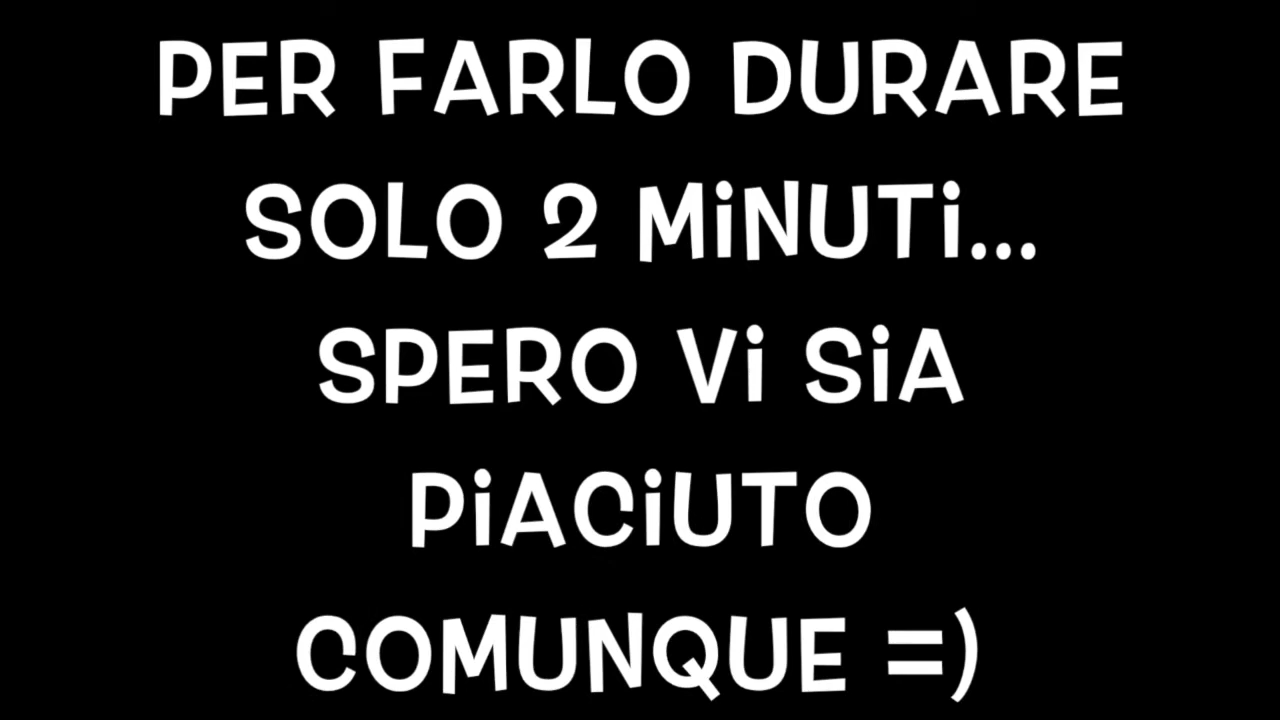 PER FARLO DURARE
SOLO 2 MiNUTi...
SPERO Vi SiA
PiACiUTO
COMUNQUE =)